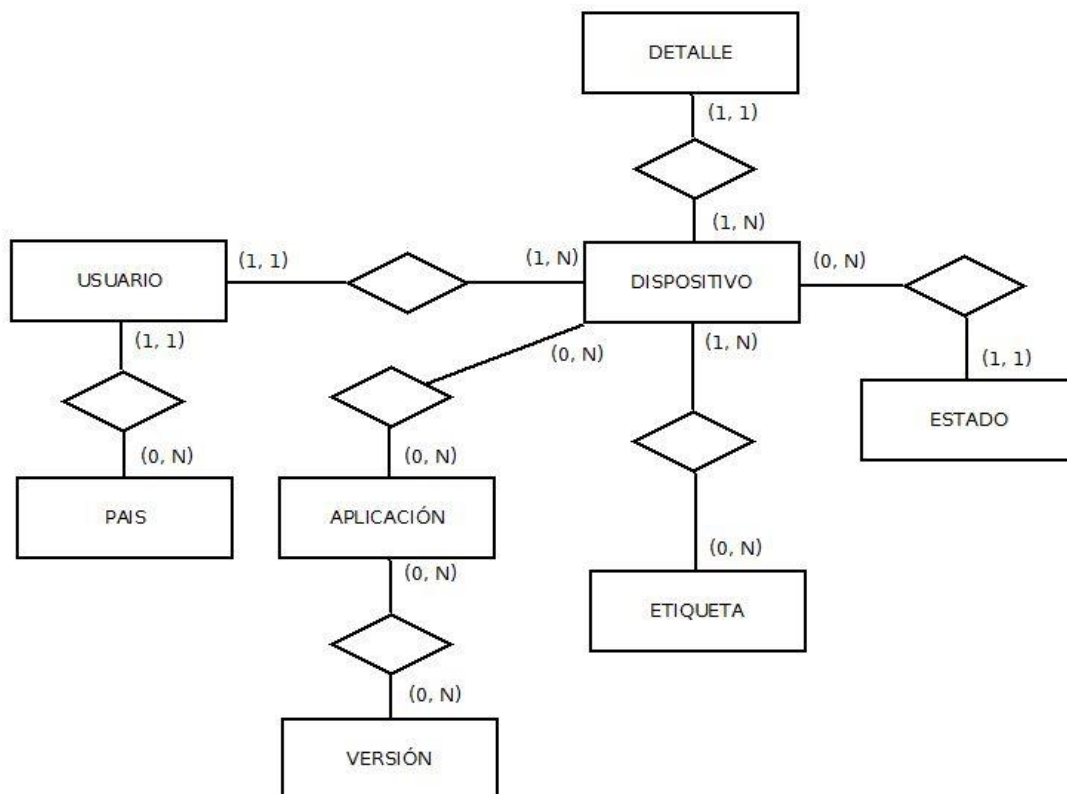 DETALLE
(1, 1)
(1, N)
USUARIO
(1, 1)
(1, N)
DISPOSITIVO
(0, N)
(1, 1)
(0, N)
(1, N)
(1, 1)
ESTADO
(0, N)
(0, N)
PAIS
APLICACIÓN
(0, N)
(0, N)
ETIQUETA
(0, N)
VERSIÓN